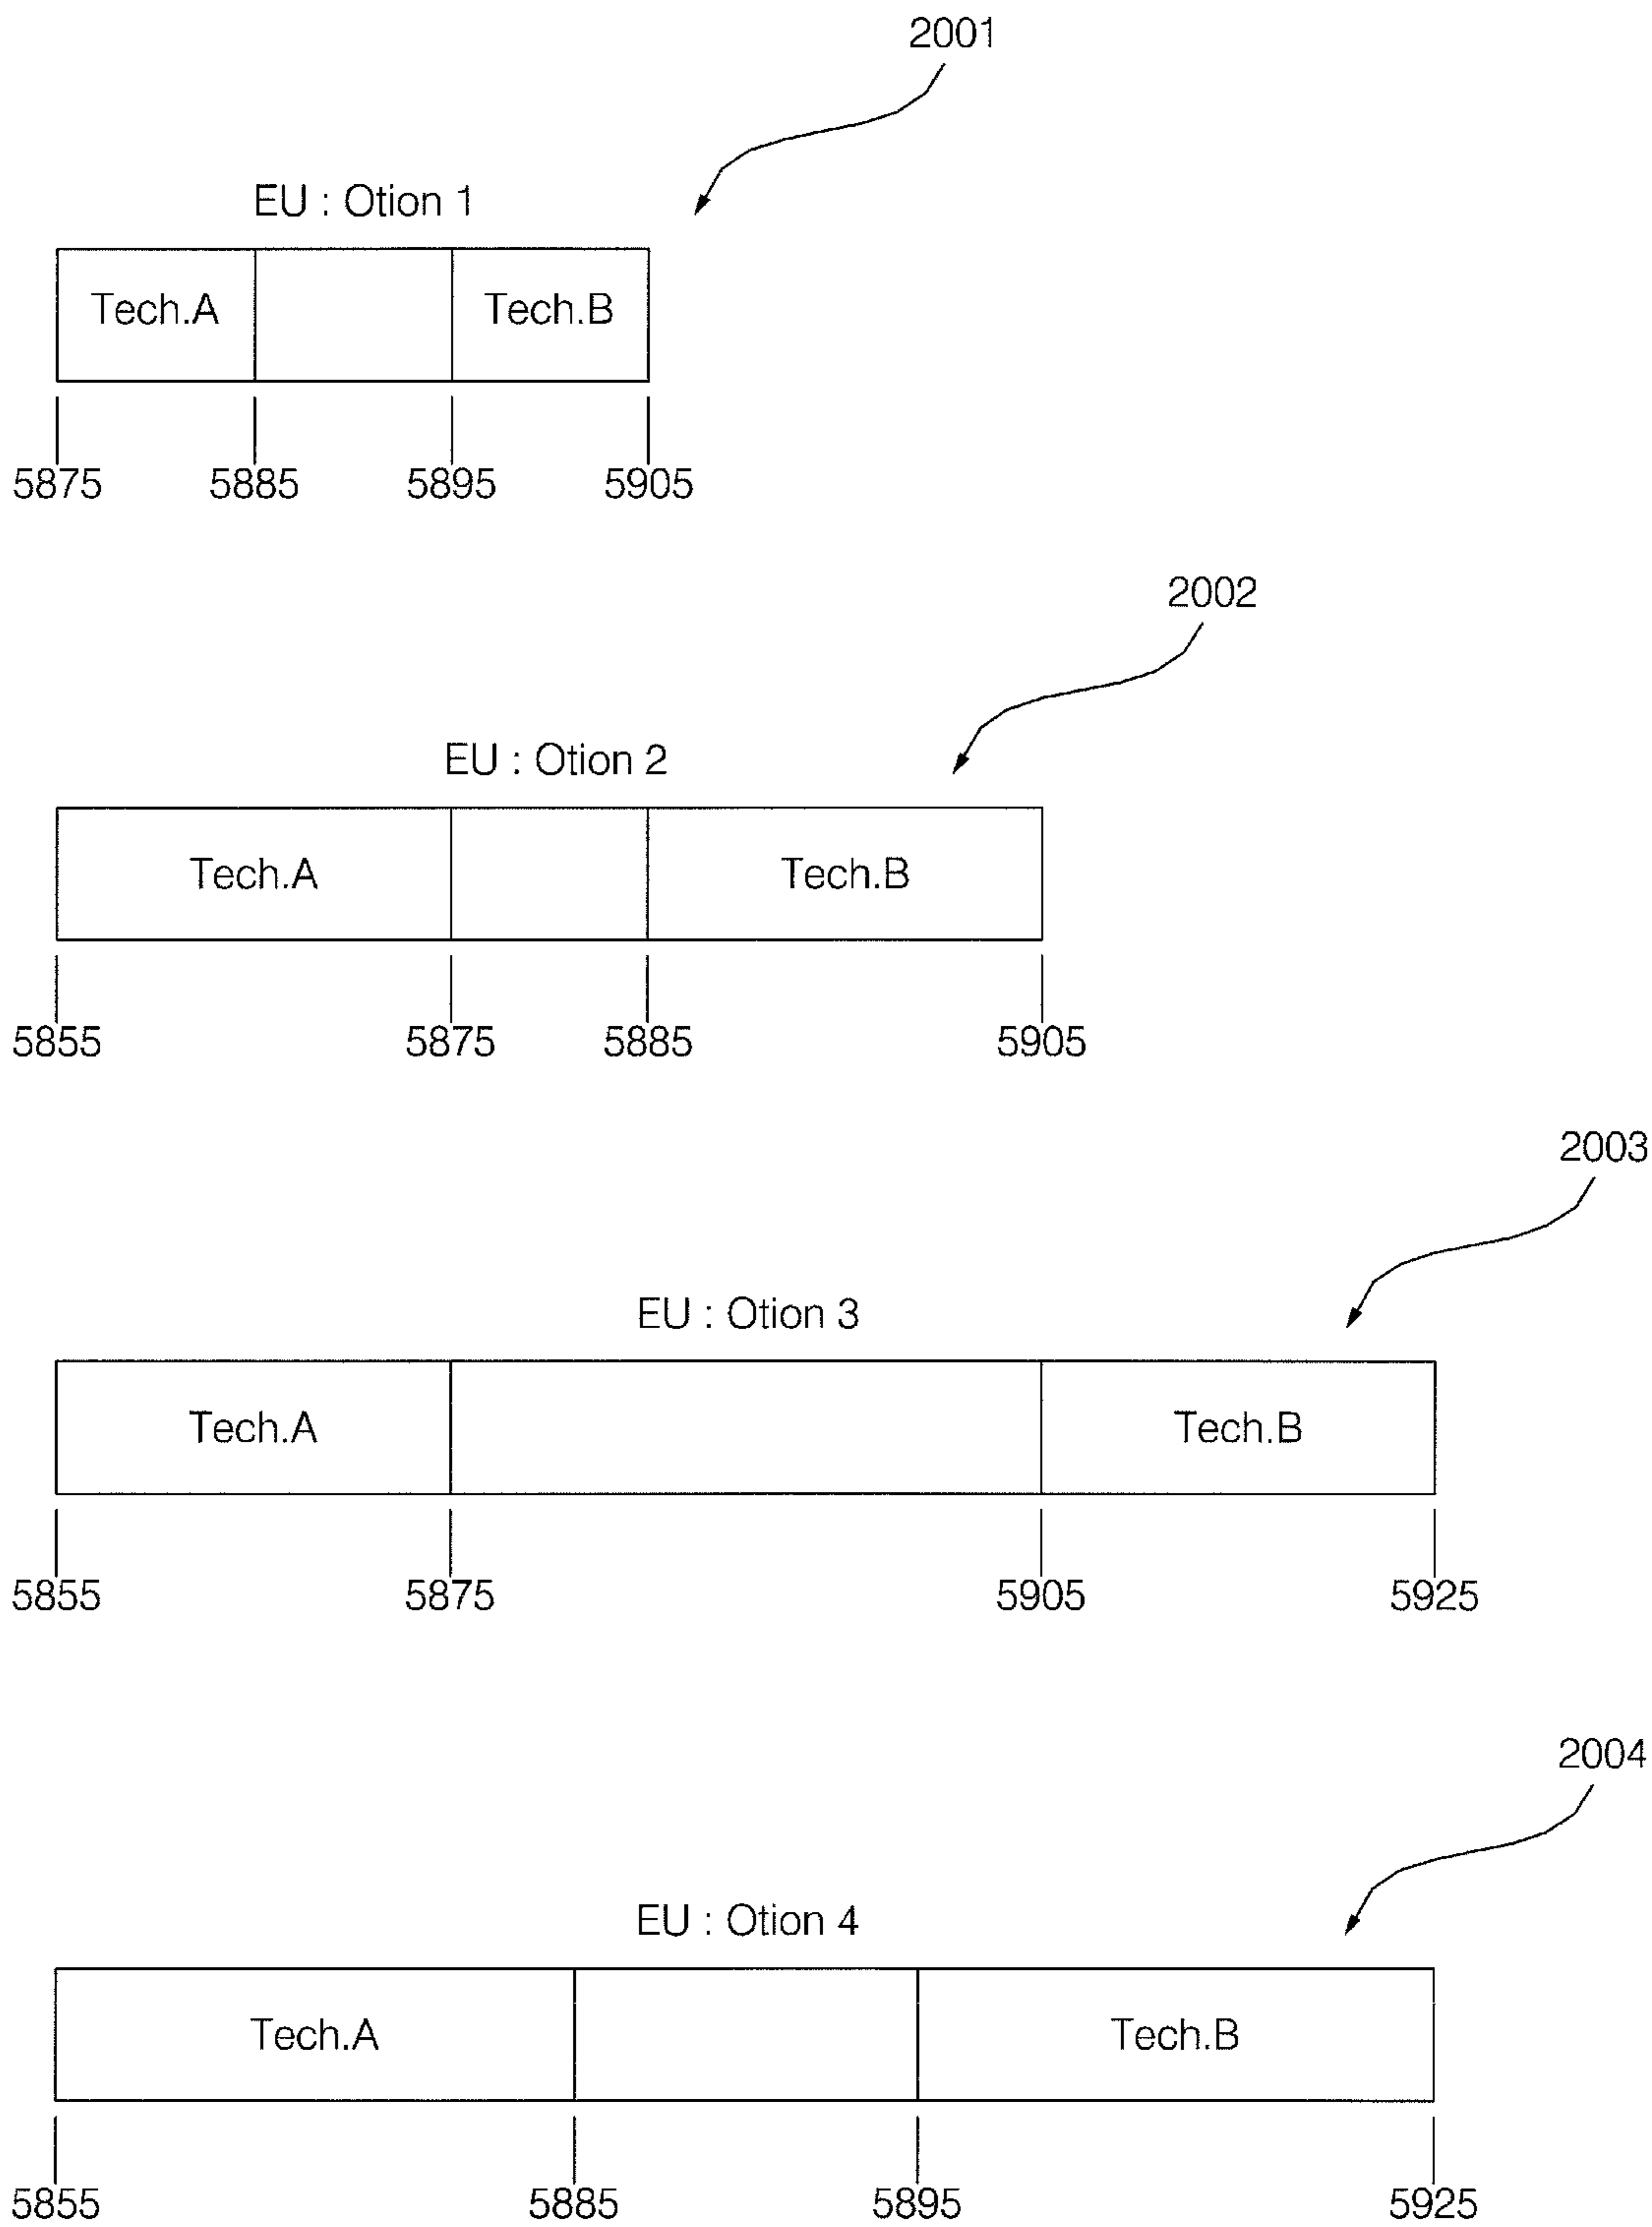 2001
EU : Otion 1
Tech.A Tech.B
5875 5885 5895 5905
2002
EU : Otion 2
Tech.A Tech.B
5855 5875 5885 5905
2003
EU : Otion 3
Tech.A Tech.B
5855 5875 5905 5925
2004
EU : Otion 4
Tech.A Tech.B
5855 5885 5895 5925